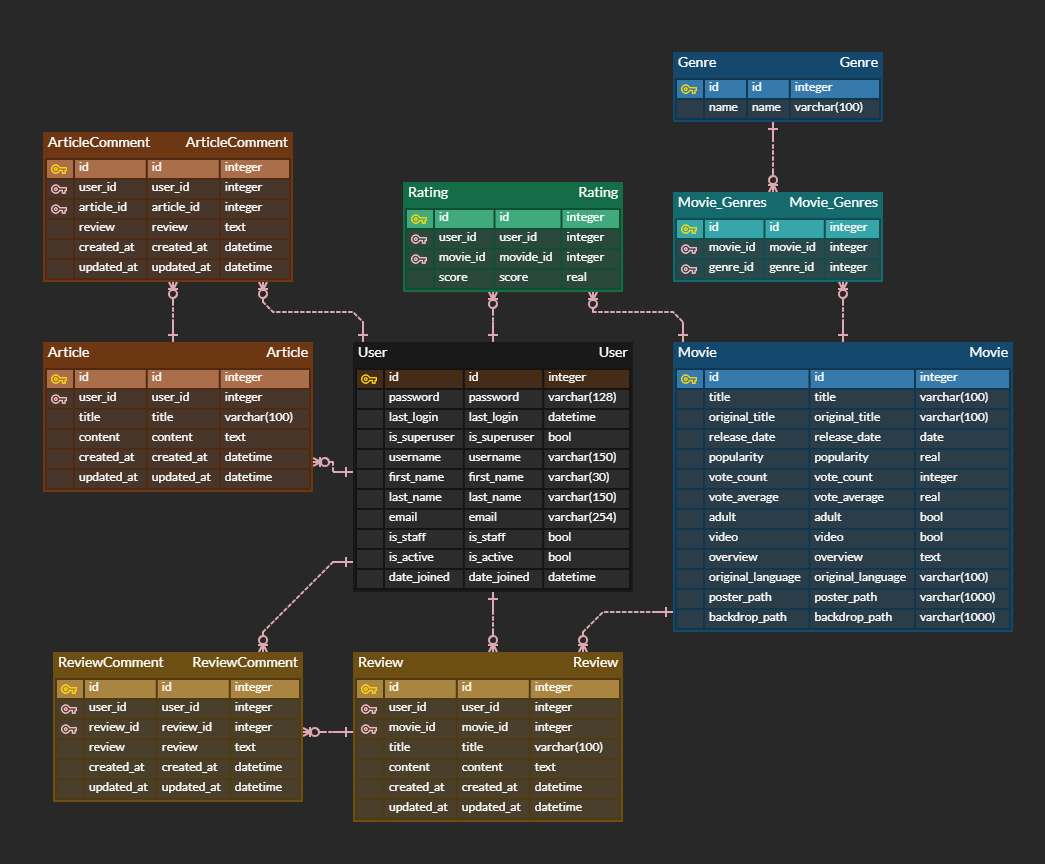 Genre Genre
id id integer
name name varchar(100)
ArticleComment ArticleComment
id id integer
user_id user_id integer
article_id article_id integer
review review text
created_at created_at datetime
updated_at updated_at datetime
Rating Rating
id id integer
user_id user_id integer
movie_id movide_id integer
score score real
Movie_Genres Movie_Genres
id id integer
movie_id movie_id integer
genre_id genre_id integer
Article Article
id id integer
user_id user_id integer
title title varchar(100)
content content text
created_at created_at datetime
updated_at updated_at datetime
User User
id id integer
password password varchar(128)
last_login last_login datetime
is_superuser is_superuser bool
username username varchar(150)
first_name first_name varchar(30)
last_name last_name varchar(150)
email email varchar(254)
is_staff is_staff bool
is_active is_active bool
date_joined date_joined datetime
Movie Movie
id id integer
title title varchar(100)
original_title original_title varchar(100)
release_date release_date date
popularity popularity real
vote_count vote_count integer
vote_average vote_average real
adult adult bool
video video bool
overview overview text
original_language original_language varchar(100)
poster_path poster_path varchar(1000)
backdrop_path backdrop_path varchar(1000)
ReviewComment ReviewComment
id id integer
user_id user_id integer
review_id review_id integer
review review text
created_at created_at datetime
updated_at updated_at datetime
Review Review
id id integer
user_id user_id integer
movie_id movie_id integer
title title varchar(100)
content content text
created_at created_at datetime
updated_at updated_at datetime